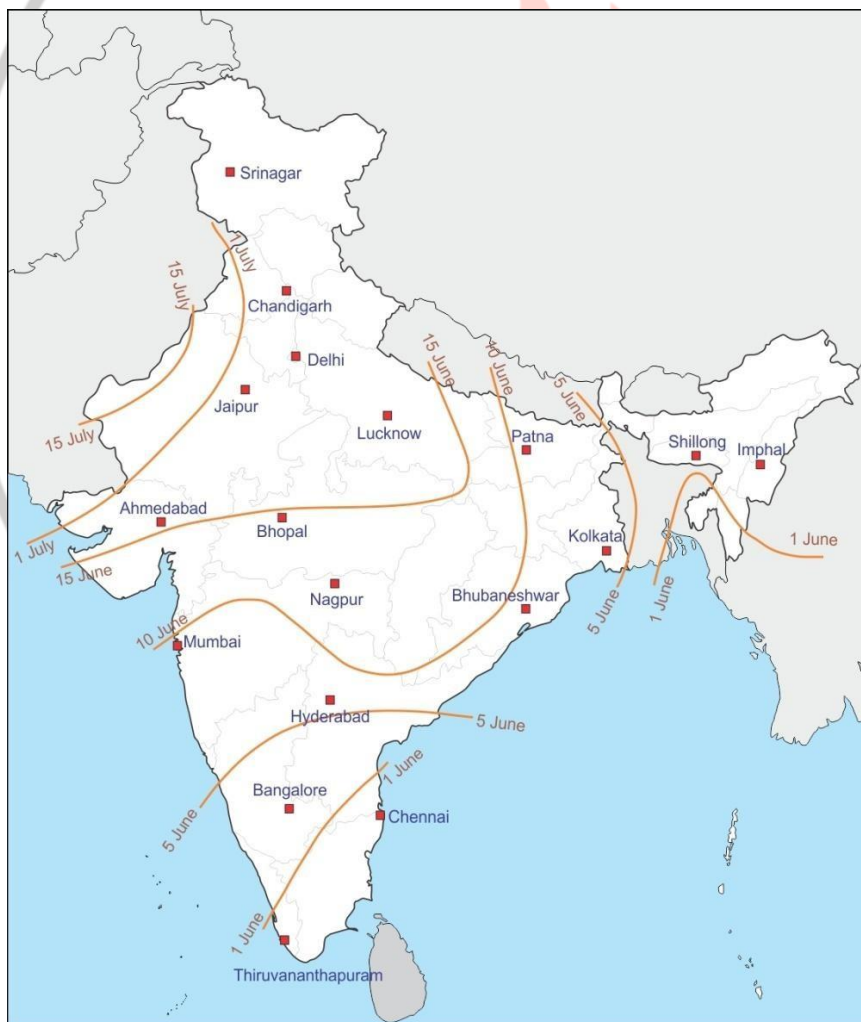 Srinagar
1 July
15 July
Chandigarh
Delhi
15 June
10 June
5 June
Jaipur
15 July
Lucknow
Patna
Shillong
Imphal
Ahmedabad
Bhopal
Kolkata
1 June
1 July
15 June
Nagpur
Bhubaneshwar
5 June
1 June
10 June
Mumbai
Hyderabad
5 June
1 June
Bangalore
Chennai
5 June
1 June
Thiruvananthapuram